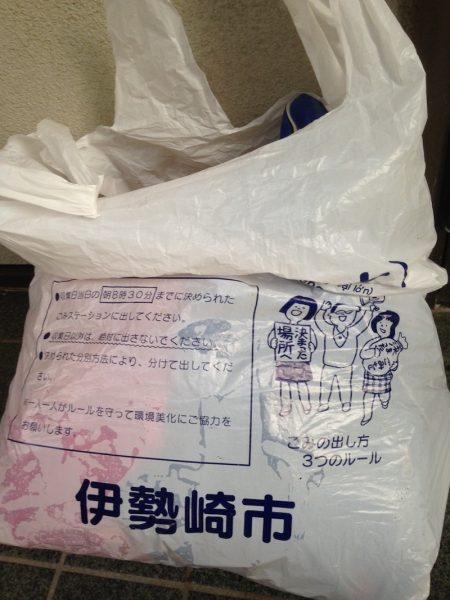 ●収集日当日の 朝8時30分 までに決められた
ごみステーションに出してください。
●収集日以外は、絶対に出さないでください。
●決められた分別方法により、分けて出してくだ
さい。
一人一人がルールを守って環境美化にご協力を
お願いします。
決まった
場所
ごみの出し方
3つのルール
伊勢崎市